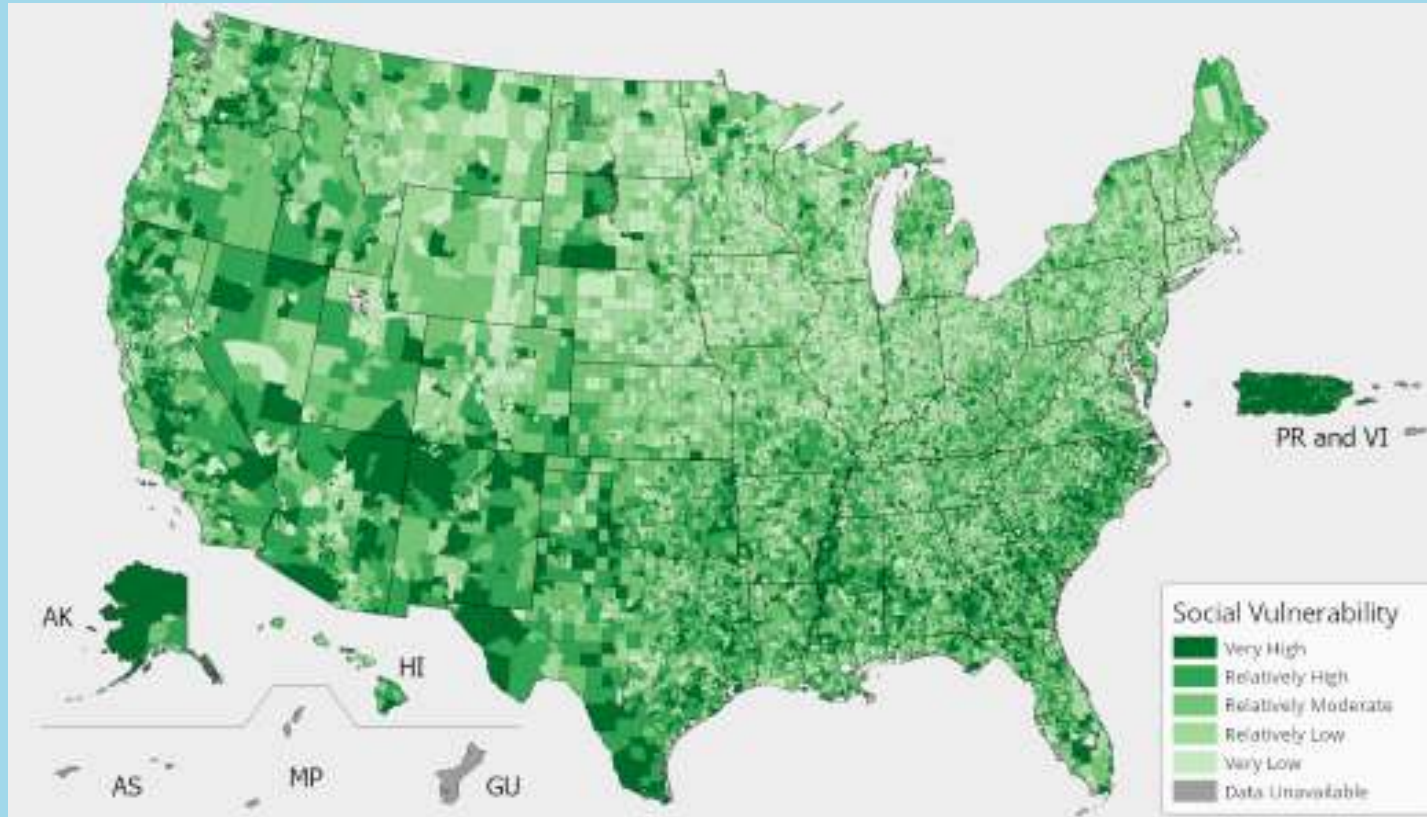 PR and VI
AK
HI
AS
MP
GU
Social Vulnerability
Very High
Relatively High
Relatively Moderate
Relatively Low
Very Low
Data Unavailable